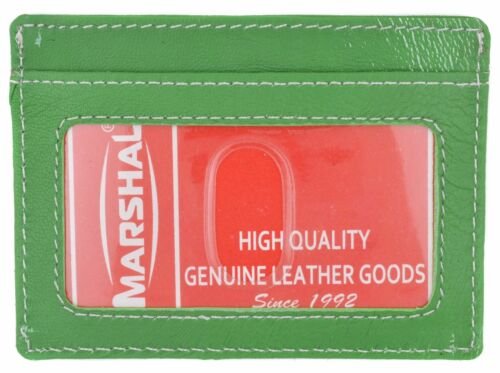 MARSHAL®
HIGH QUALITY
GENUINE LEATHER GOODS
Since 1992